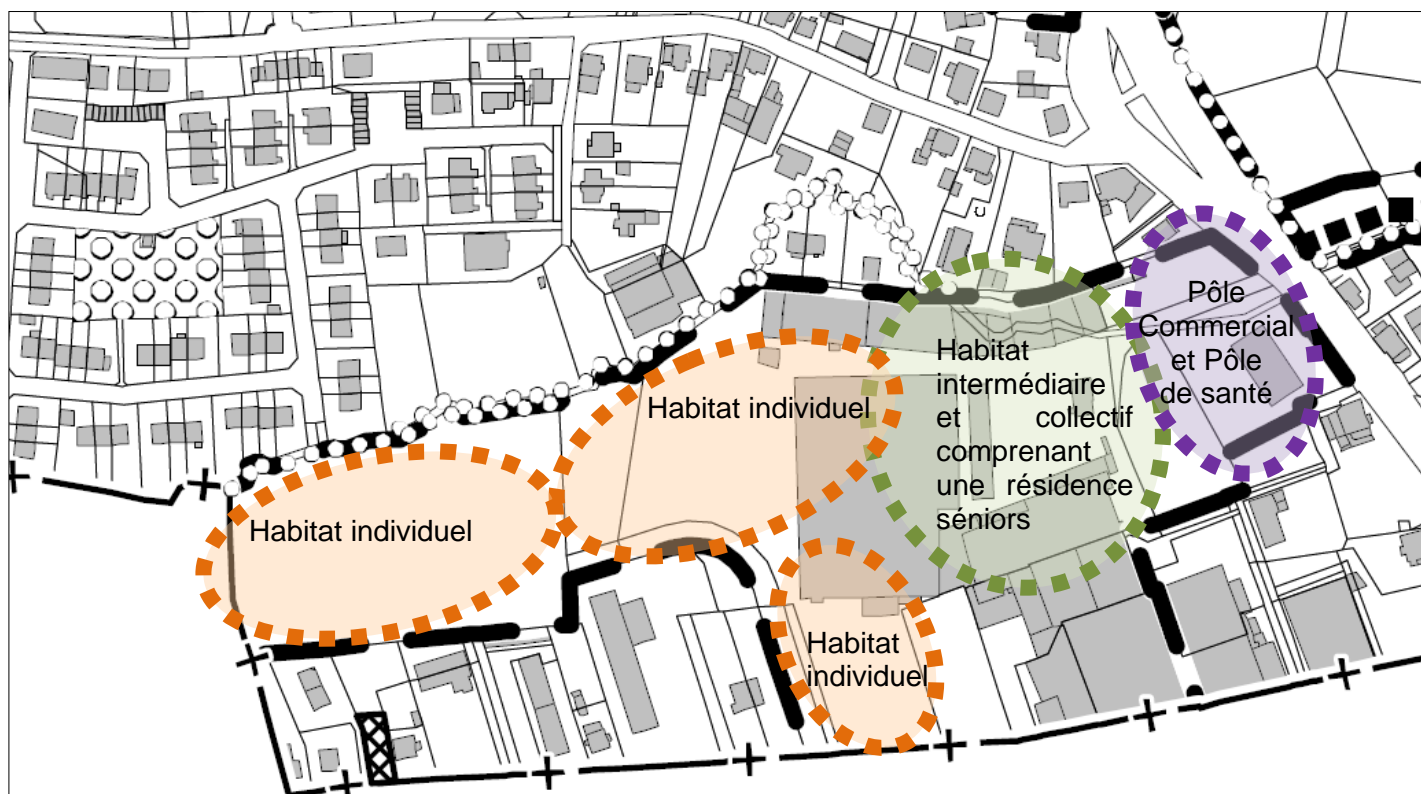 Habitat individuel
Habitat individuel
Habitat
individuel
Habitat
intermédiaire
et collectif
comprenant
une résidence
séniors
Pôle
Commercial
et Pôle
de santé